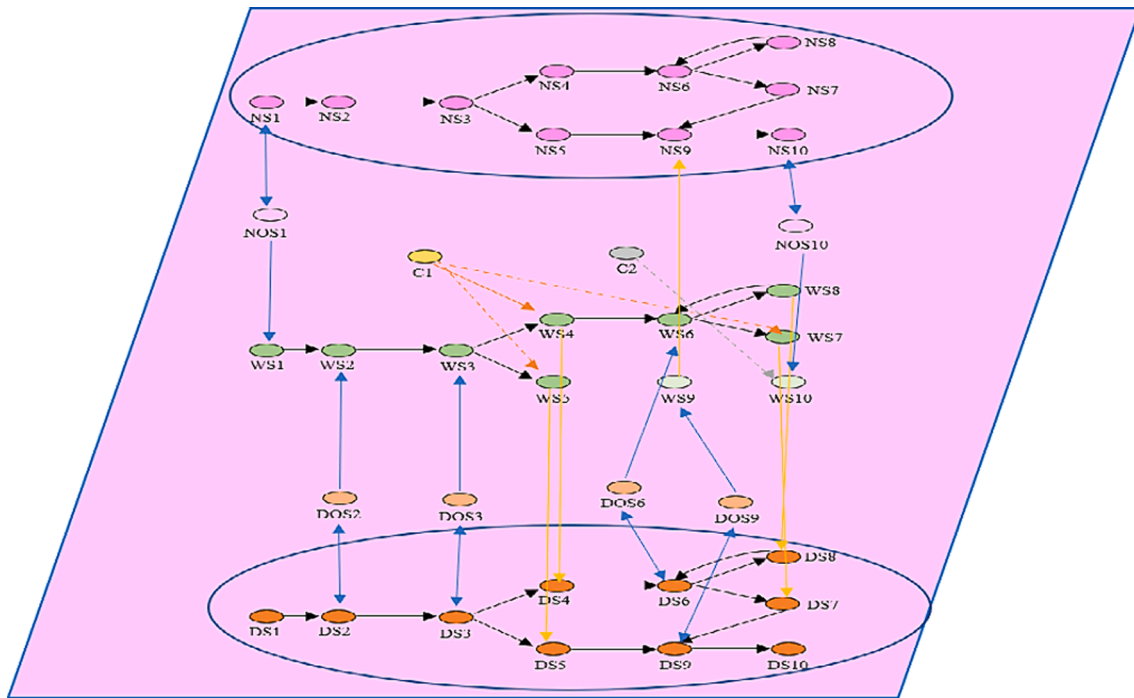 NS8
NS4
NS6
NS7
NS1
NS2
NS3
NS5
NS9
NS10
NOS1
NOS10
C1
C2
WS8
WS4
WS6
WS7
WS1
WS2
WS3
WS5
WS9
WS10
DOS2
DOS3
DOS6
DOS9
DS8
DS4
DS6
DS7
DS1
DS2
DS3
DS5
DS9
DS10